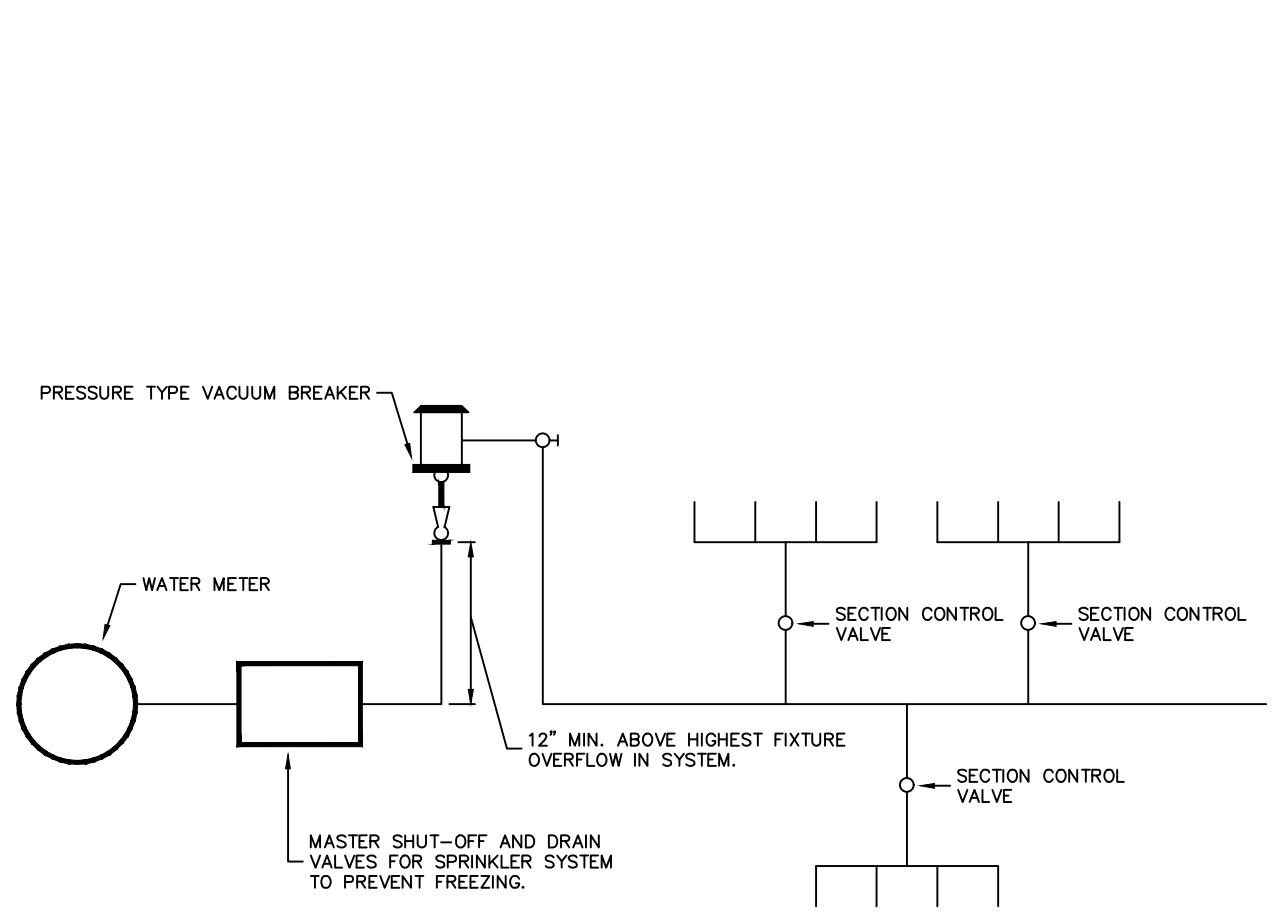 PRESSURE TYPE VACUUM BREAKER
WATER METER
SECTION CONTROL
VALVE
SECTION CONTROL
VALVE
12" MIN. ABOVE HIGHEST FIXTURE
OVERFLOW IN SYSTEM.
SECTION CONTROL
VALVE
MASTER SHUT-OFF AND DRAIN
VALVES FOR SPRINKLER SYSTEM
TO PREVENT FREEZING.